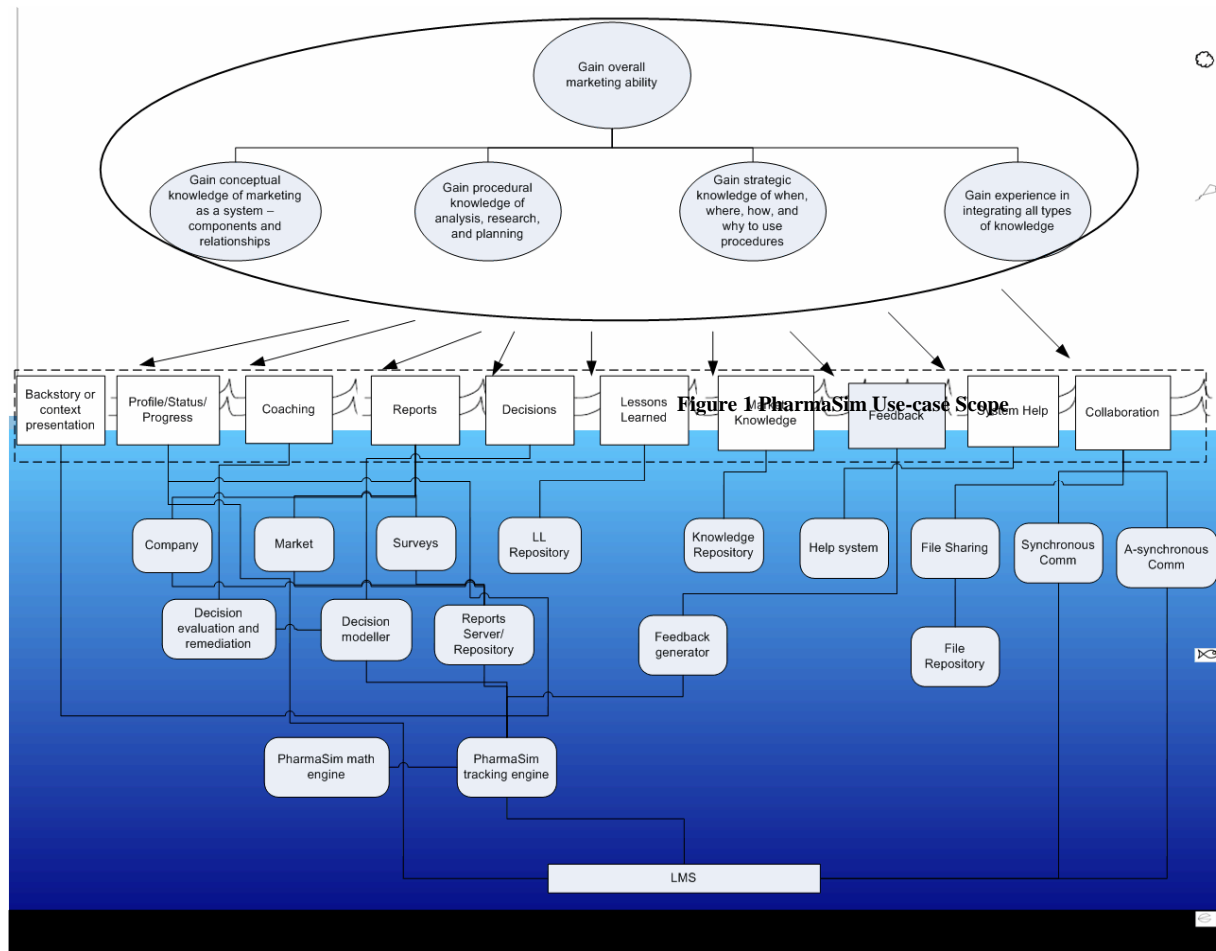 Gain overall
marketing ability
Gain conceptual
knowledge of marketing
as a system –
components and
relationships
Gain procedural
knowledge of
analysis, research,
and planning
Gain strategic
knowledge of when,
where, how, and
why to use
procedures
Gain experience in
integrating all types
of knowledge
Backstory or
context
presentation
Profile/Status/
Progress
Coaching
Reports
Decisions
Lessons
Learned
Market
Knowledge
Feedback
System Help
Collaboration
Figure 1 PharmaSim Use-case Scope
Company
Market
Surveys
LL
Repository
Knowledge
Repository
Help system
File Sharing
Synchronous
Comm
A-synchronous
Comm
Decision
evaluation and
remediation
Decision
modeller
Reports
Server/
Repository
Feedback
generator
File
Repository
PharmaSim math
engine
PharmaSim
tracking engine
LMS